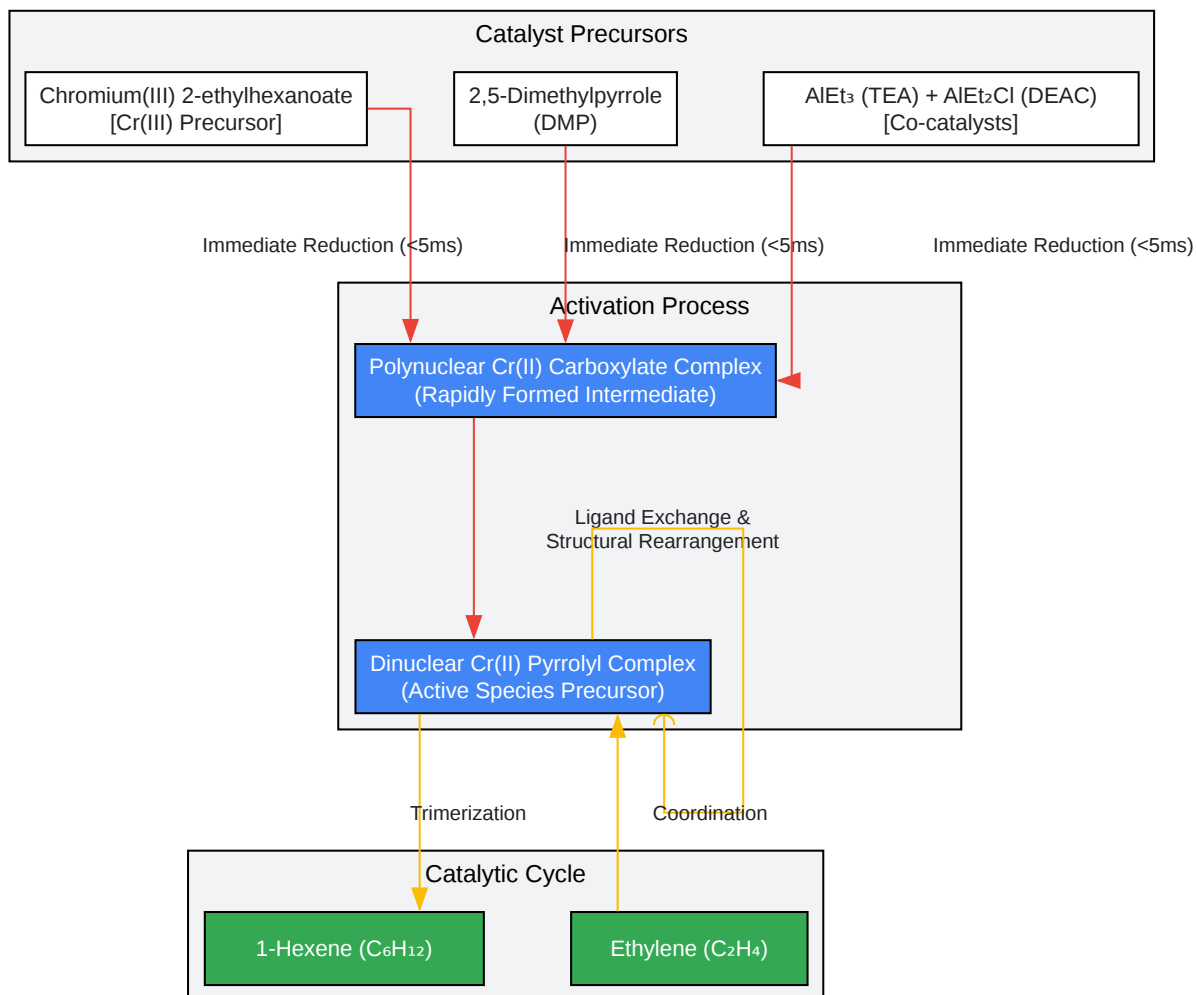 Catalyst Precursors
Chromium(III) 2-ethylhexanoate
[Cr(III) Precursor]
2,5-Dimethylpyrrole
(DMP)
AlEt₃ (TEA) + AlEt₂Cl (DEAC)
[Co-catalysts]
Immediate Reduction (<5ms)
Immediate Reduction (<5ms)
Immediate Reduction (<5ms)
Activation Process
Polynuclear Cr(II) Carboxylate Complex
(Rapidly Formed Intermediate)
Ligand Exchange &
Structural Rearrangement
Dinuclear Cr(II) Pyrrolyl Complex
(Active Species Precursor)
Trimerization
Coordination
Catalytic Cycle
1-Hexene (C₆H₁₂)
Ethylene (C₂H₄)